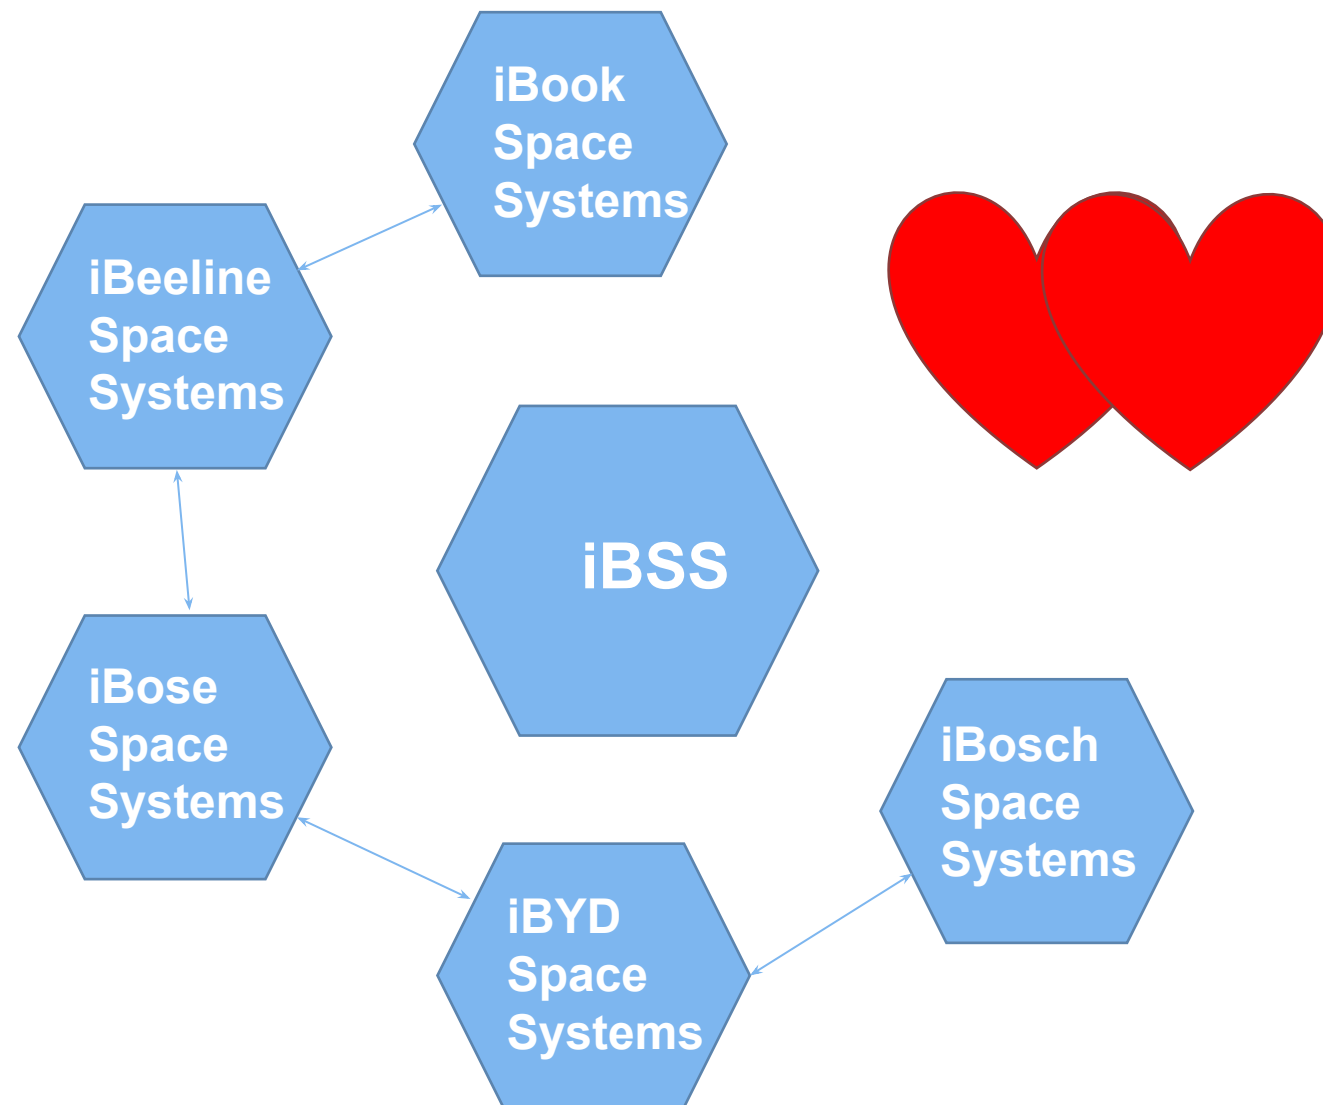 iBook
Space
Systems
iBeeline
Space
Systems
iBSS
iBose
Space
Systems
iBosch
Space
Systems
iBYD
Space
Systems